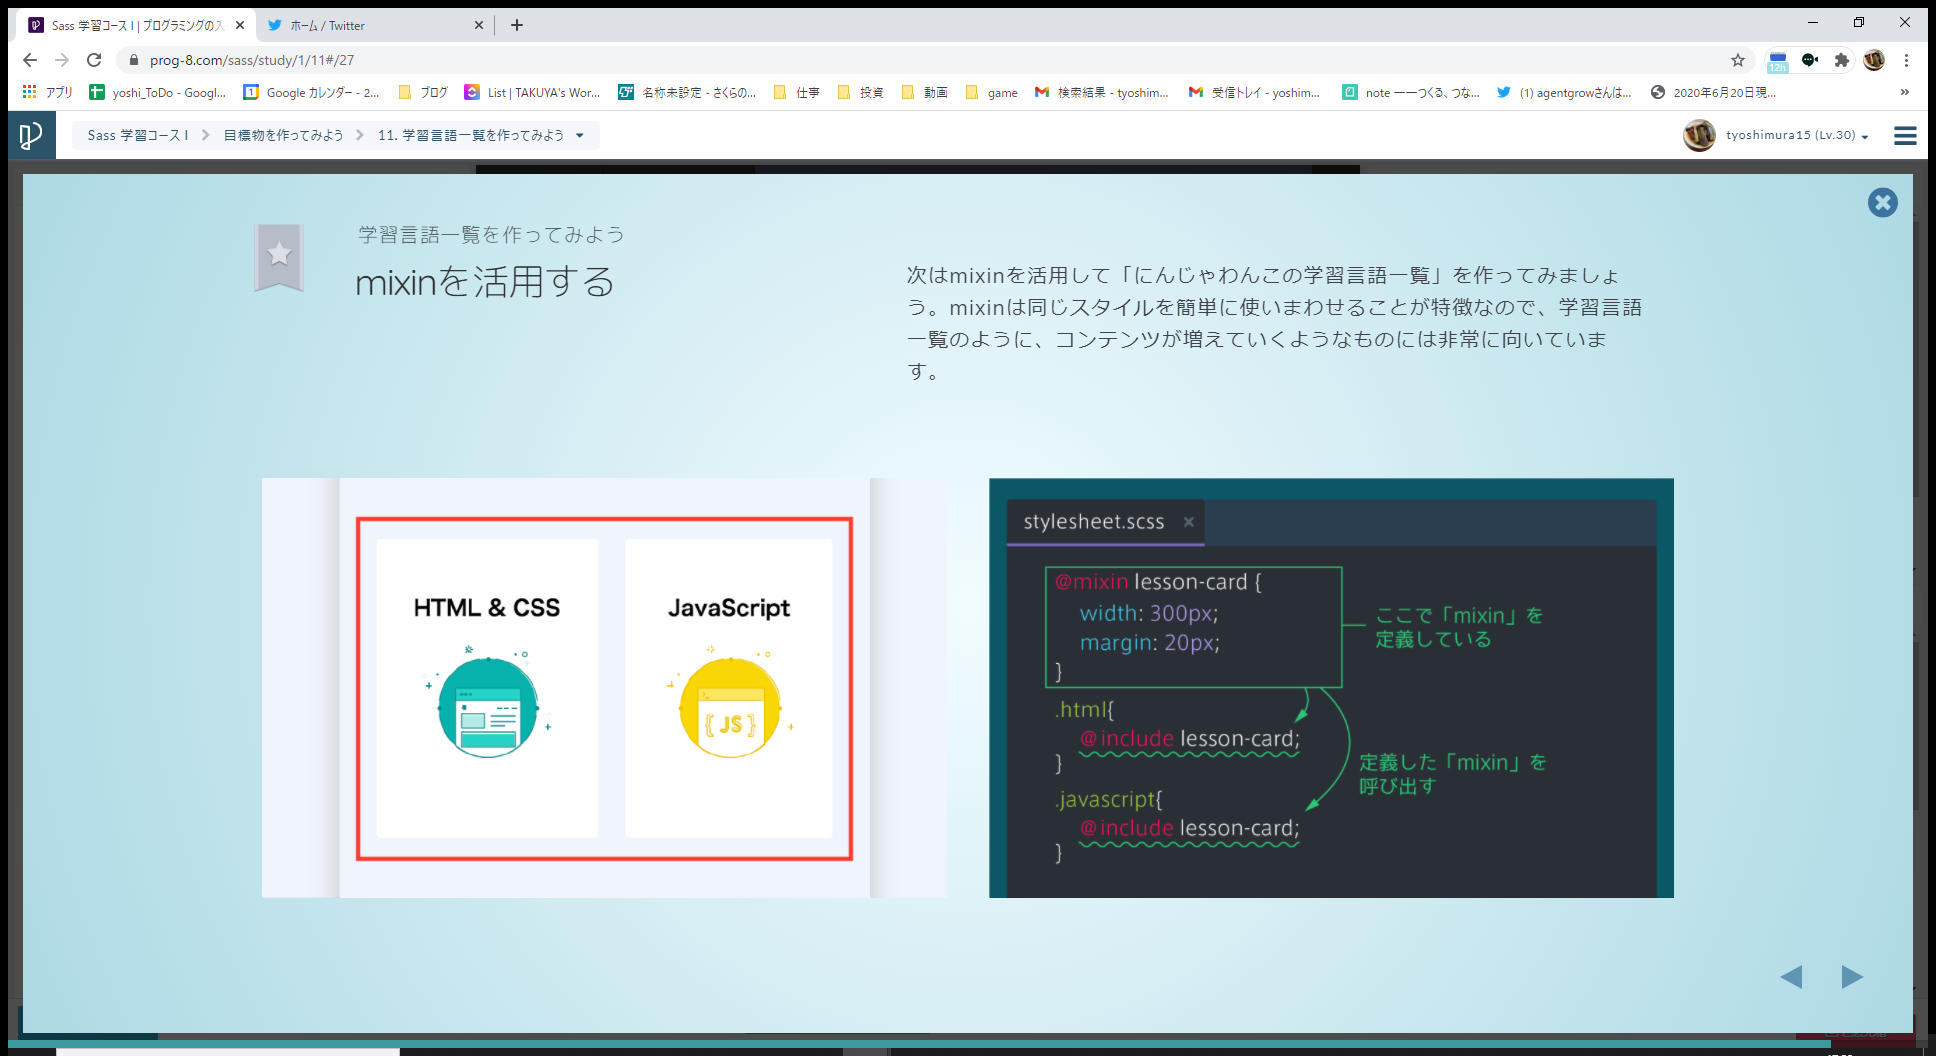 Sass 学習コース I | プログラミングの入
ホーム / Twitter
prog-8.com/sass/study/1/11#/27
12h
アプリ
yoshi_ToDo - Googl...
Google カレンダー - 2...
ブログ
List | TAKUYA's Wor...
名称未設定 - さくらの...
仕事
投資
動画
game
検索結果 - tyoshim...
受信トレイ - yoshim...
note ーーつくる、つな...
(1) agentgrowさんは...
2020年6月20日現...
»
Sass 学習コース I
目標物を作ってみよう
11. 学習言語一覧を作ってみよう
tyoshimura15 (Lv.30)
学習言語一覧を作ってみよう
mixinを活用する
次はmixinを活用して「にんじゃわんこの学習言語一覧」を作ってみましょ
う。mixinは同じスタイルを簡単に使いまわせることが特徴なので、学習言語
一覧のように、コンテンツが増えていくようなものには非常に向いていま
す。
HTML & CSS
JavaScript
{ JS }
stylesheet.scss ×
@mixin lesson-card {
width: 300px;
margin: 20px;
}
ここで「mixin」を
定義している
.html{
@include lesson-card;
}
定義した「mixin」を
呼び出す
.javascript{
@include lesson-card;
}